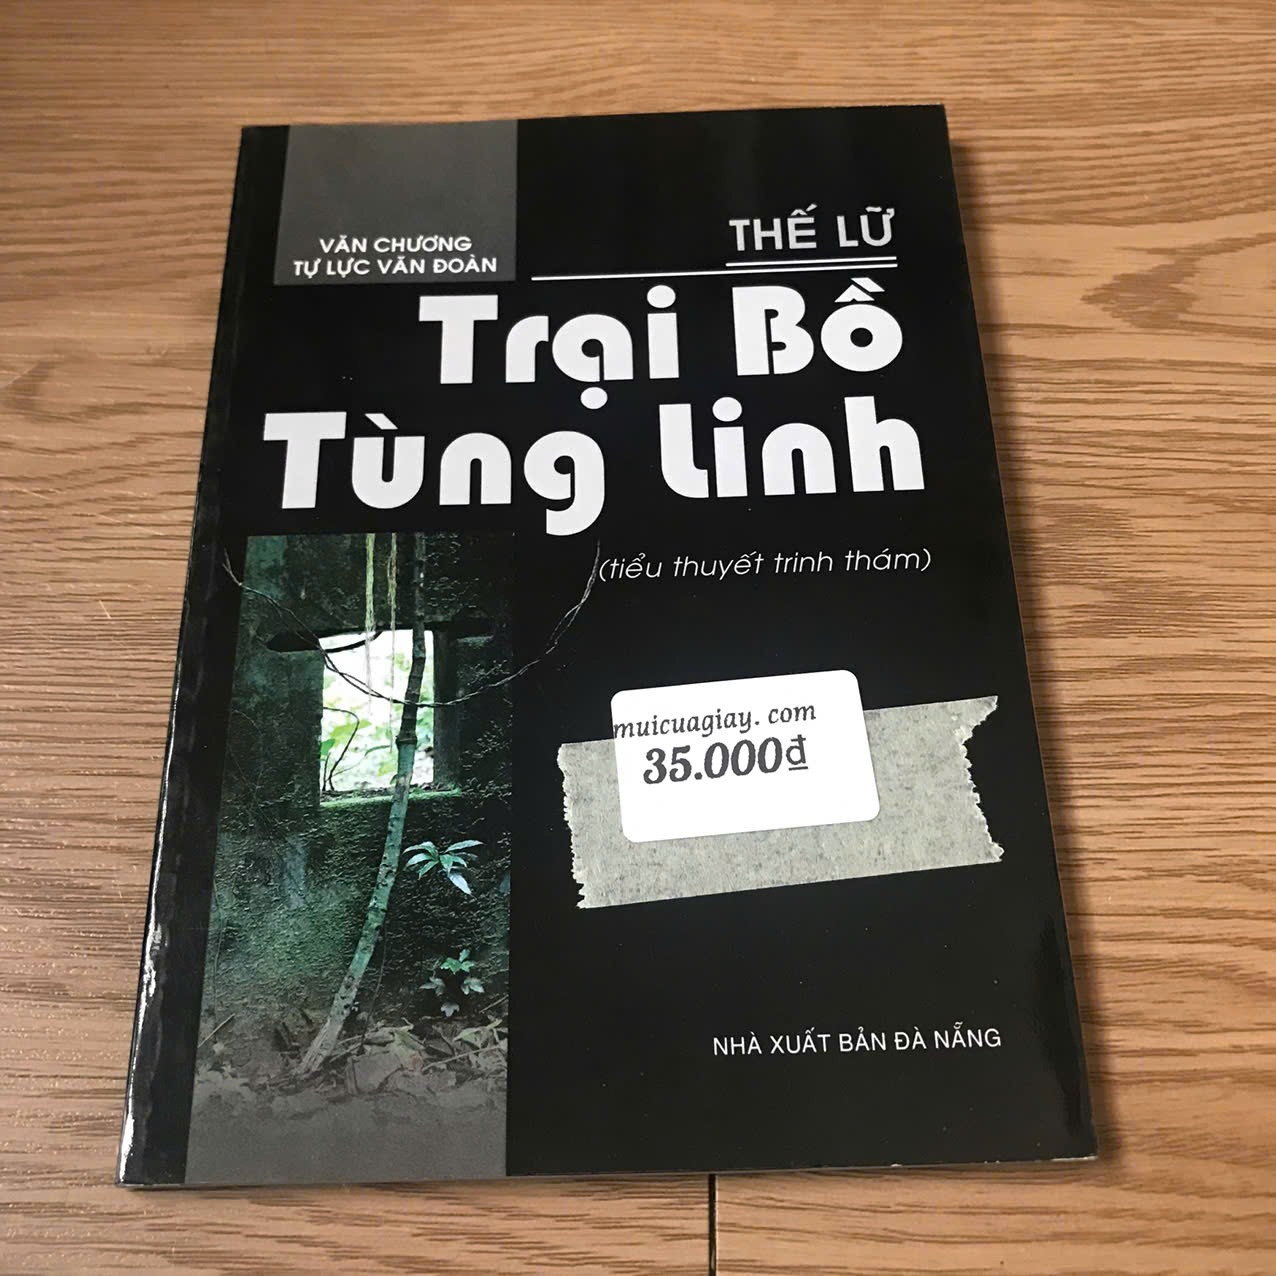 VĂN CHƯƠNG
TỰ LỰC VĂN ĐOÀN
THẾ LỮ
Trại Bồ
Tùng Linh
(tiểu thuyết trinh thám)
muicuagiay. com
35.000₫
NHÀ XUẤT BẢN ĐÀ NẴNG